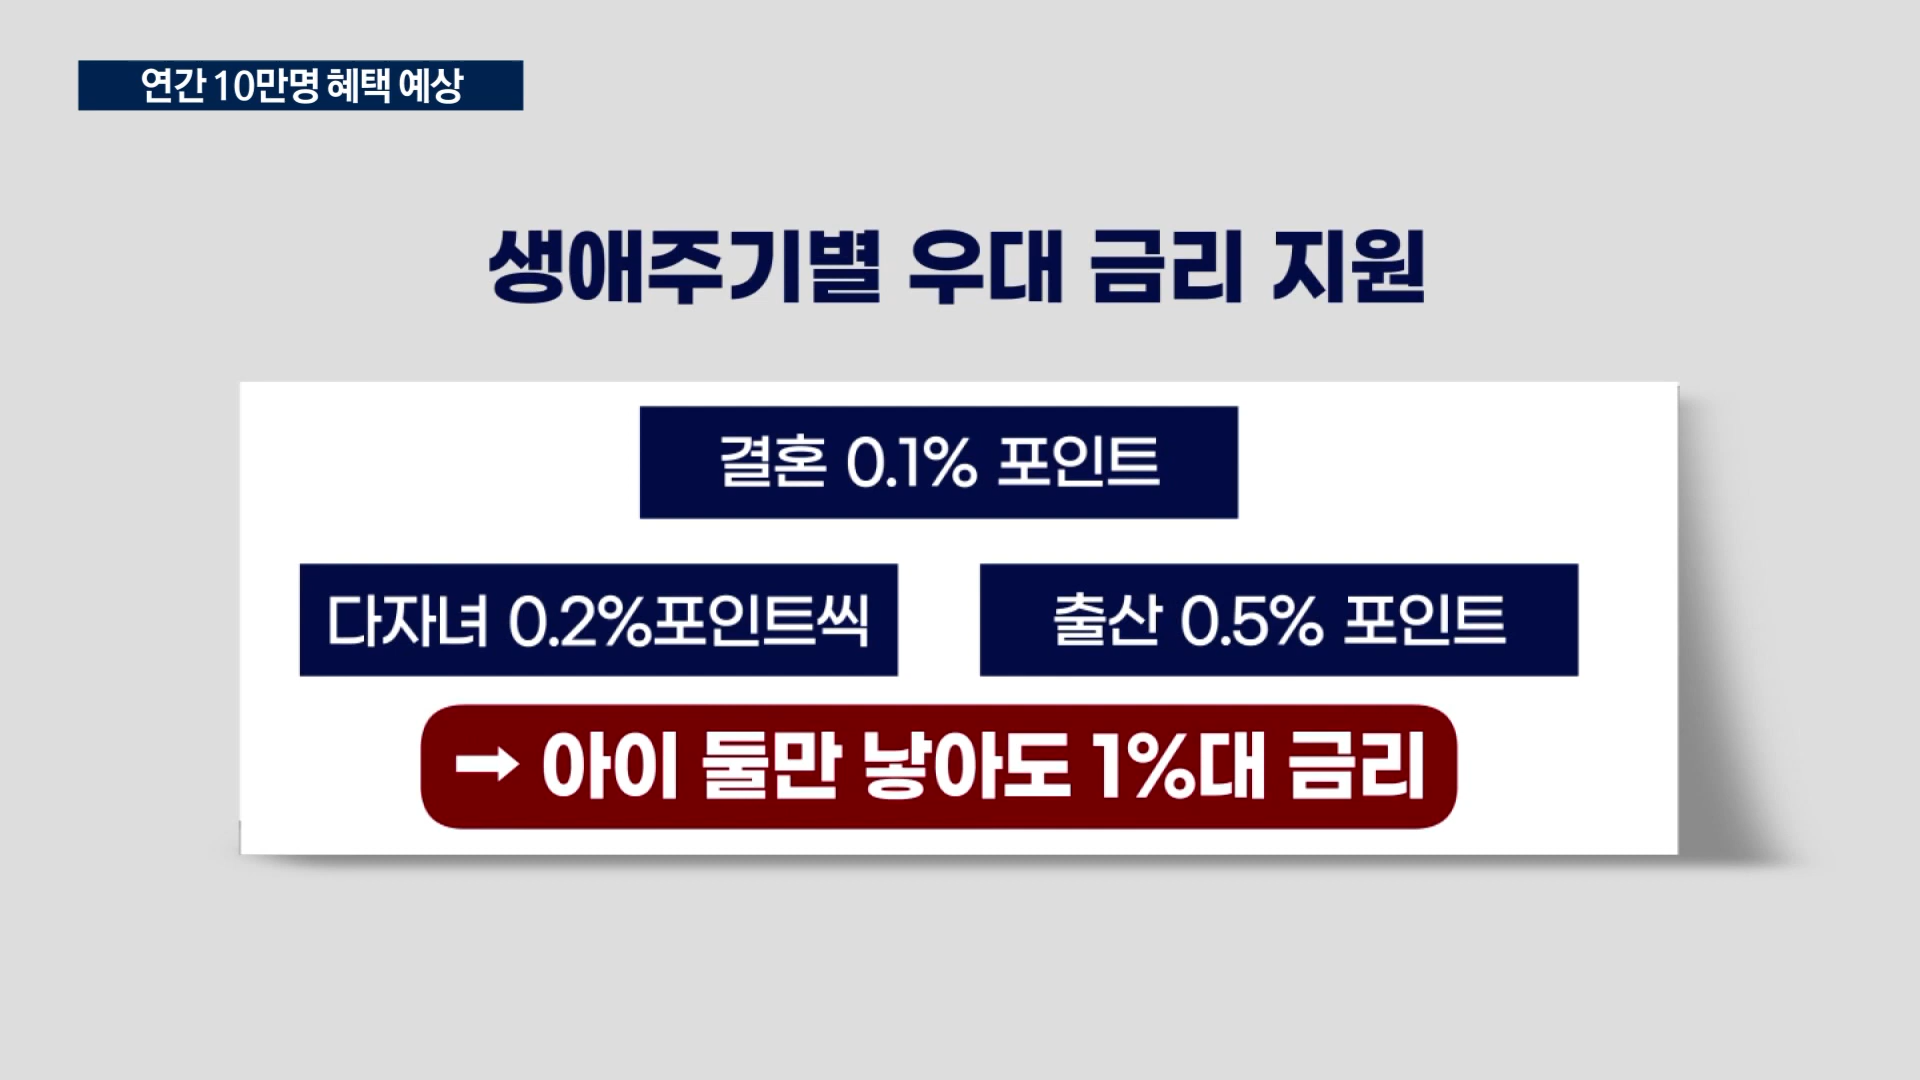 연간 10만명 혜택 예상
생애주기별 우대 금리 지원
결혼 0.1% 포인트
다자녀 0.2%포인트씩
출산 0.5% 포인트
➡ 아이 둘만 낳아도 1%대 금리